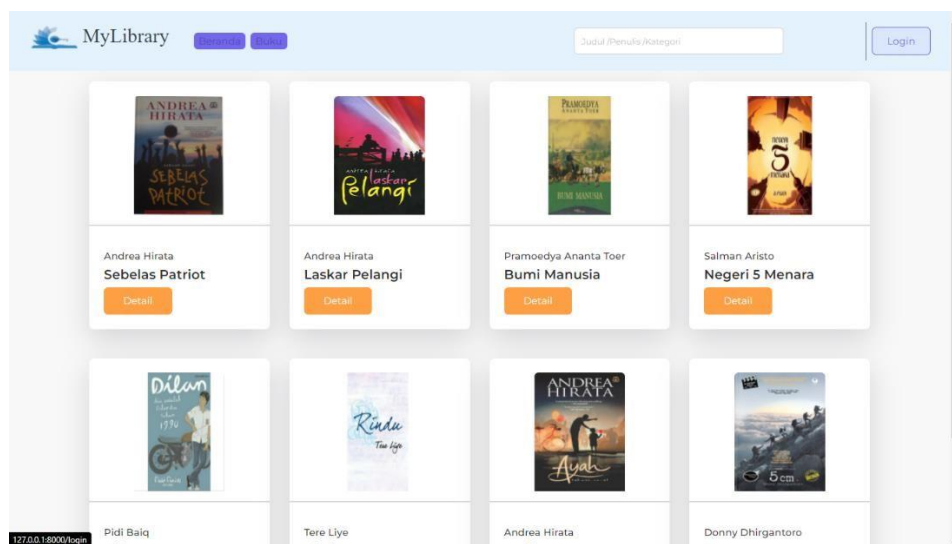 MyLibrary
Beranda
Buku
Judul /Penulis /Kategori
Login
ANDREA
HIRATA
SEBELAS
PATRIOT
laskar
Pelangi
PRAMOEDYA
ANANTA TOER
BUMI MANUSIA
5
Andrea Hirata
Sebelas Patriot
Detail
Andrea Hirata
Laskar Pelangi
Detail
Pramoedya Ananta Toer
Bumi Manusia
Detail
Salman Aristo
Negeri 5 Menara
Detail
Dilan
1990
Rindu
Tere Liye
ANDREA
HIRATA
Ayah
5 cm
Pidi Baiq
Tere Liye
Andrea Hirata
Donny Dhirgantoro
127.0.0.1:8000/login